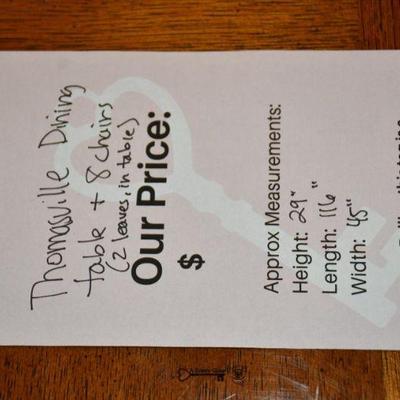 Thomasville Dining
table + 8 chairs
(2 leaves, in table)
Our Price:
$
Approx Measurements:
Height: 29"
Length: 116"
Width: 45"